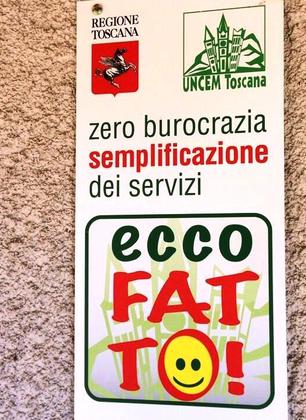 REGIONE
TOSCANA
UNCEM Toscana
zero burocrazia
semplificazione
dei servizi
ecco
FAT
TO!